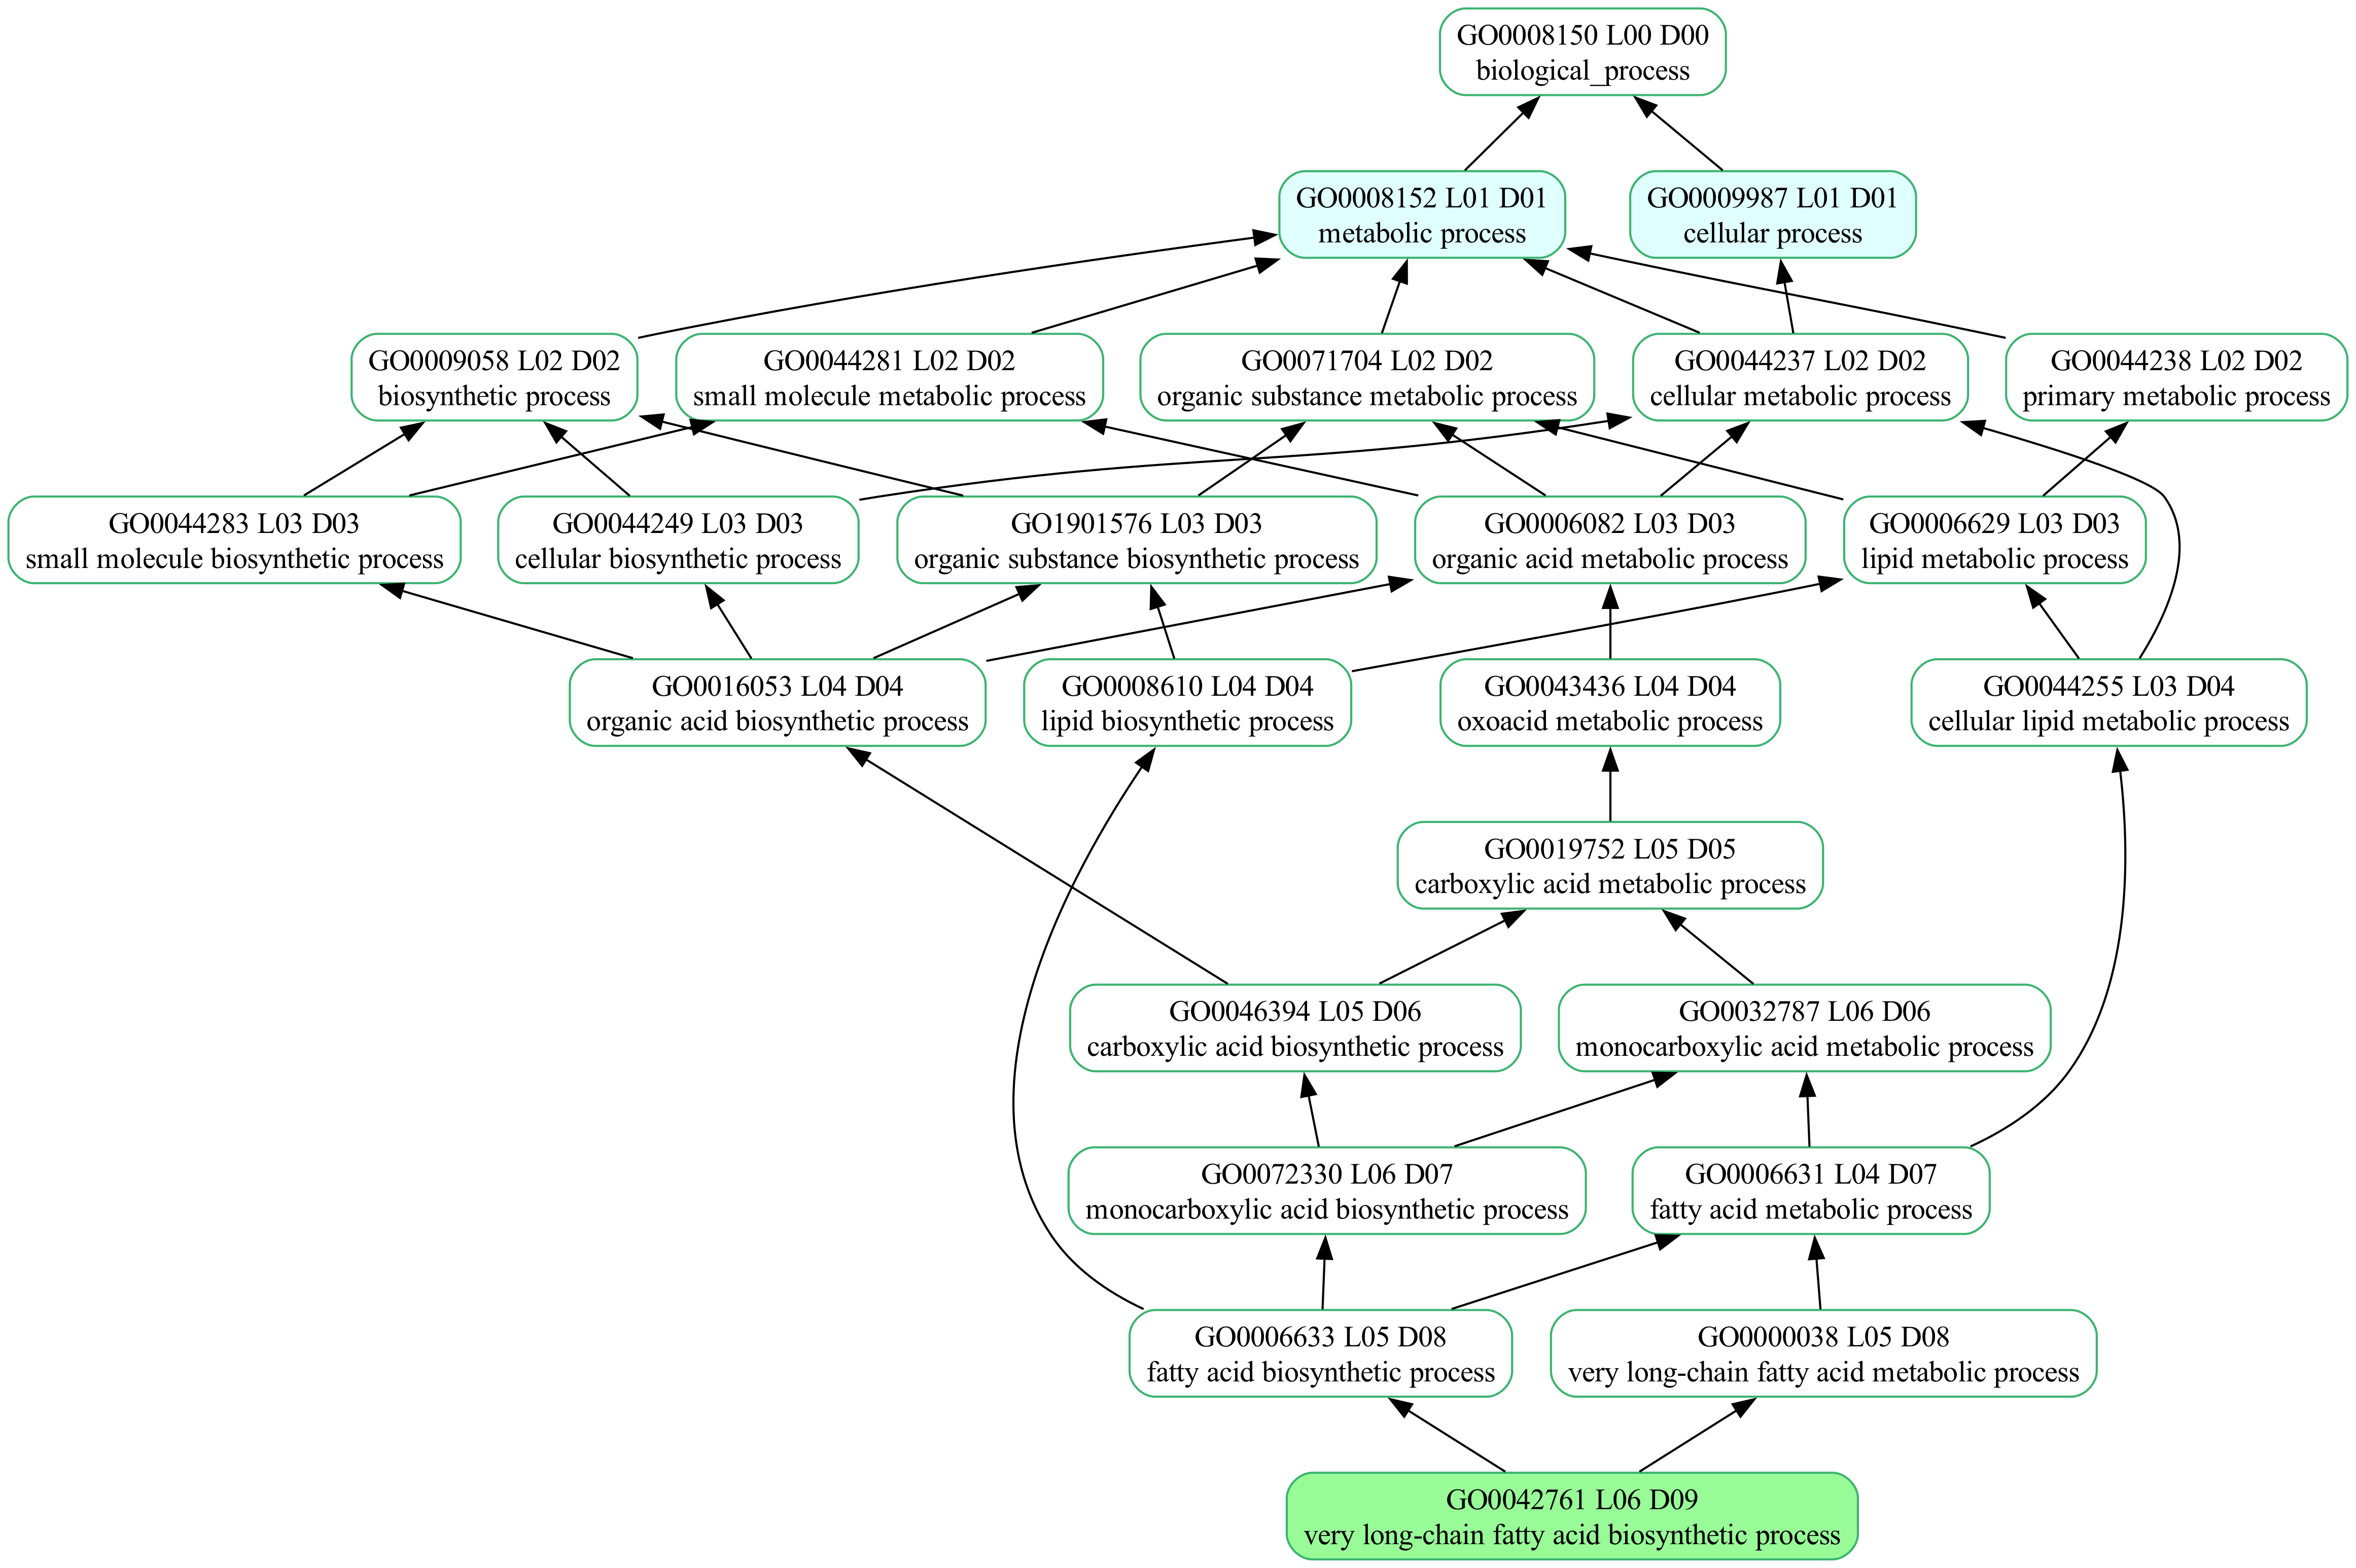 GO0008150 L00 D00
biological_process
GO0008152 L01 D01
metabolic process
GO0009987 L01 D01
cellular process
GO0009058 L02 D02
biosynthetic process
GO0044281 L02 D02
small molecule metabolic process
GO0071704 L02 D02
organic substance metabolic process
GO0044237 L02 D02
cellular metabolic process
GO0044238 L02 D02
primary metabolic process
GO0044283 L03 D03
small molecule biosynthetic process
GO0044249 L03 D03
cellular biosynthetic process
GO1901576 L03 D03
organic substance biosynthetic process
GO0006082 L03 D03
organic acid metabolic process
GO0006629 L03 D03
lipid metabolic process
GO0016053 L04 D04
organic acid biosynthetic process
GO0008610 L04 D04
lipid biosynthetic process
GO0043436 L04 D04
oxoacid metabolic process
GO0044255 L03 D04
cellular lipid metabolic process
GO0019752 L05 D05
carboxylic acid metabolic process
GO0046394 L05 D06
carboxylic acid biosynthetic process
GO0032787 L06 D06
monocarboxylic acid metabolic process
GO0072330 L06 D07
monocarboxylic acid biosynthetic process
GO0006631 L04 D07
fatty acid metabolic process
GO0006633 L05 D08
fatty acid biosynthetic process
GO0000038 L05 D08
very long-chain fatty acid metabolic process
GO0042761 L06 D09
very long-chain fatty acid biosynthetic process